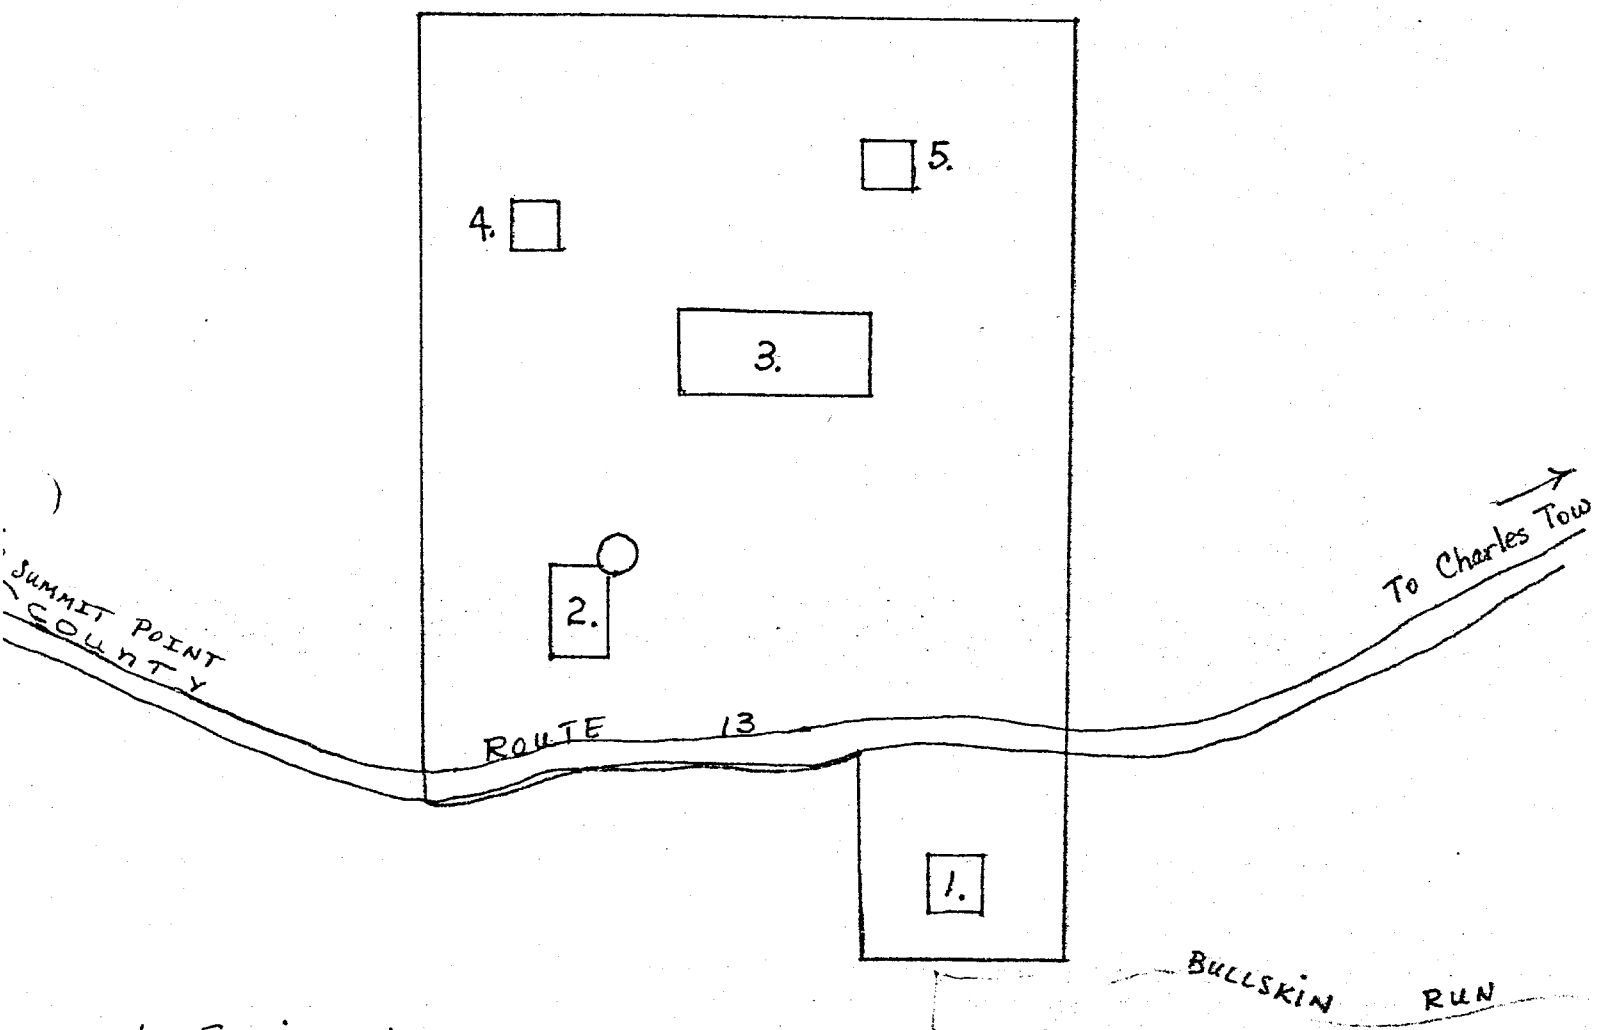 5.
4.
3.
2.
SUMMIT POINT
COUNTY
ROUTE 13
To Charles Tow
1.
BULLSKIN RUN